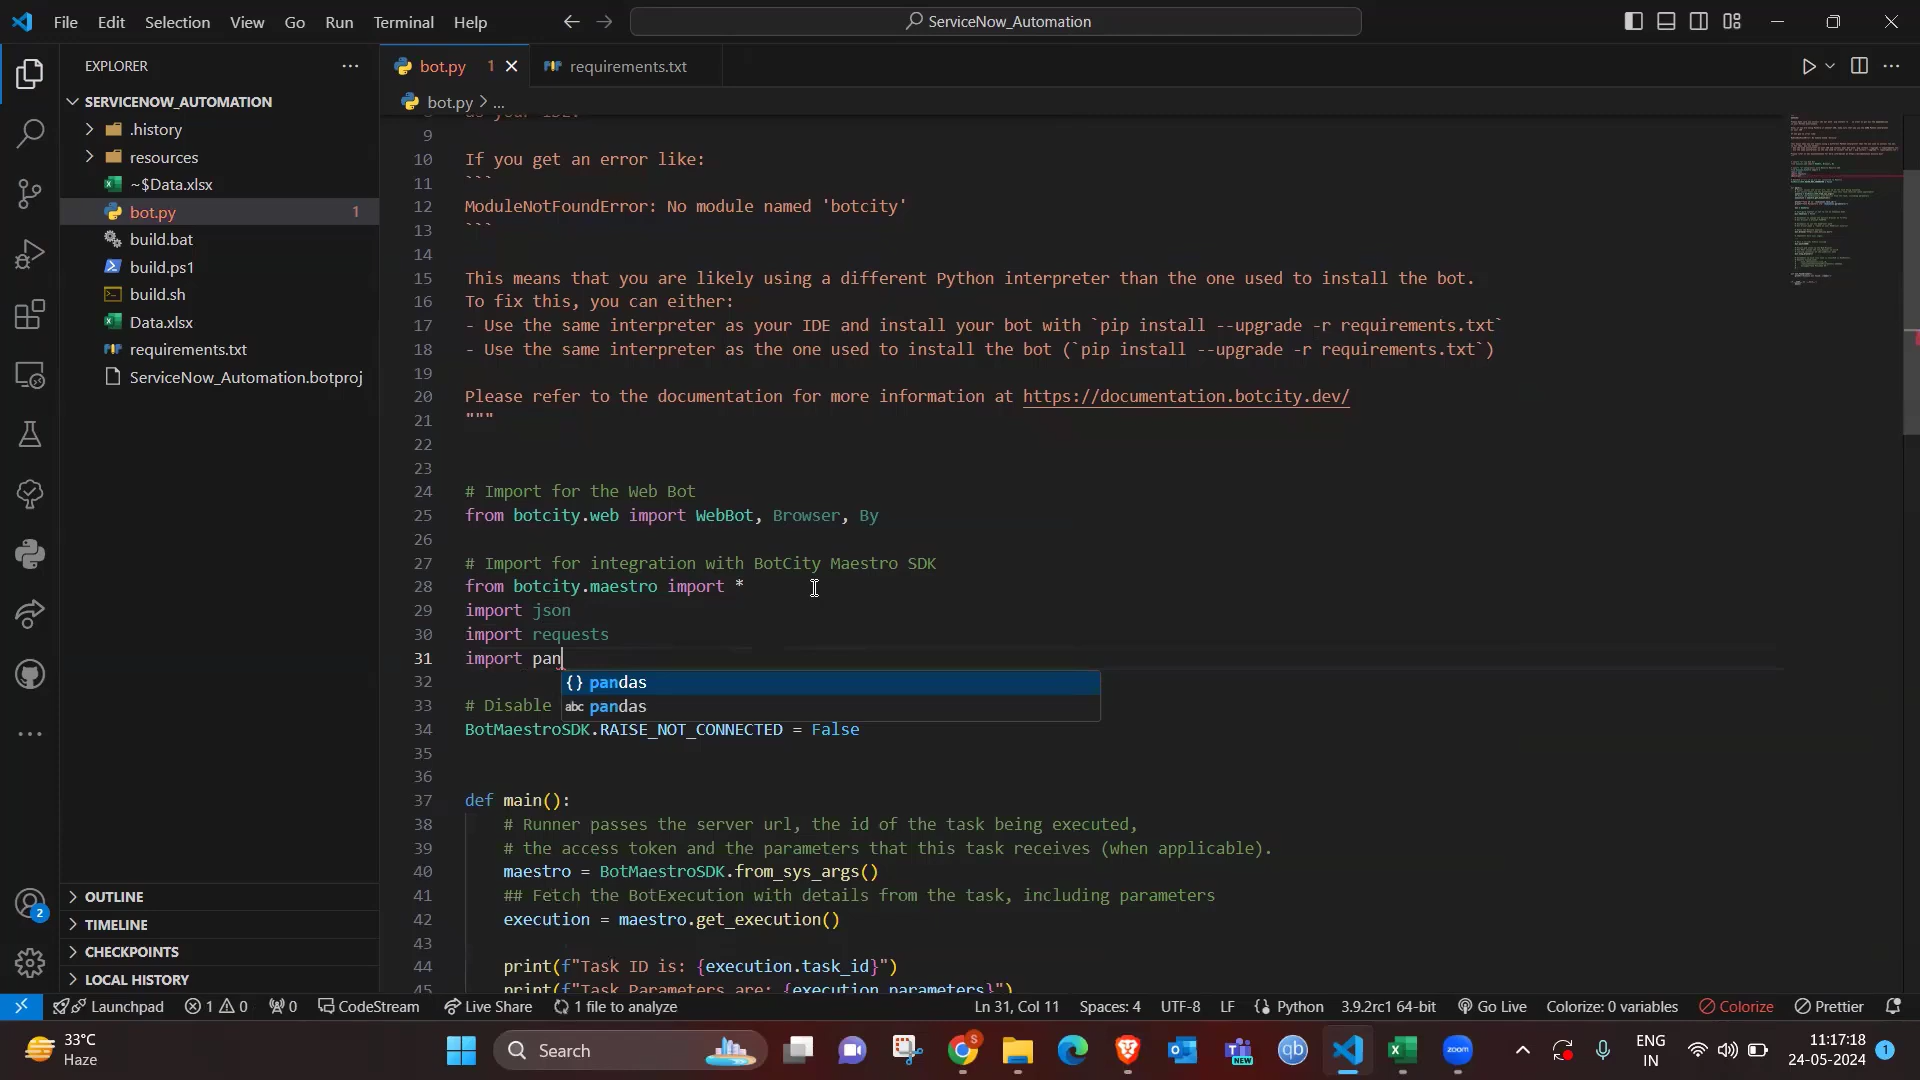 File Edit Selection View Go Run Terminal Help
ServiceNow_Automation
EXPLORER
SERVICENOW_AUTOMATION
.history
resources
~$Data.xlsx
bot.py 1
build.bat
build.ps1
build.sh
Data.xlsx
requirements.txt
ServiceNow_Automation.botproj
OUTLINE
TIMELINE
CHECKPOINTS
LOCAL HISTORY
2
bot.py 1
requirements.txt
bot.py > ...
9
10 If you get an error like:
11 ```
12 ModuleNotFoundError: No module named 'botcity'
13 ```
14
15 This means that you are likely using a different Python interpreter than the one used to install the bot.
16 To fix this, you can either:
17 - Use the same interpreter as your IDE and install your bot with `pip install --upgrade -r requirements.txt`
18 - Use the same interpreter as the one used to install the bot (`pip install --upgrade -r requirements.txt`)
19
20 Please refer to the documentation for more information at https://documentation.botcity.dev/
21 """
22
23
24 # Import for the Web Bot
25 from botcity.web import WebBot, Browser, By
26
27 # Import for integration with BotCity Maestro SDK
28 from botcity.maestro import *
29 import json
30 import requests
31 import pan
{} pandas
abc pandas
32
33 # Disable
34 BotMaestroSDK.RAISE_NOT_CONNECTED = False
35
36
37 def main():
38 # Runner passes the server url, the id of the task being executed,
39 # the access token and the parameters that this task receives (when applicable).
40 maestro = BotMaestroSDK.from_sys_args()
41 ## Fetch the BotExecution with details from the task, including parameters
42 execution = maestro.get_execution()
43
44 print(f"Task ID is: {execution.task_id}")
45 print(f"Task Parameters are: {execution.parameters}")
Launchpad 1 0 0 CodeStream Live Share 1 file to analyze Ln 31, Col 11 Spaces: 4 UTF-8 LF {} Python 3.9.2rc1 64-bit Go Live Colorize: 0 variables Colorize Prettier
33°C
Haze
Search
NEW
qb
zoom
ENG
IN
11:17:18
24-05-2024
1